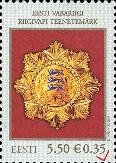 EESTI VABARIIGI
RIIGIVAPI TEENETEMÄRK
EESTI 5.50 €0.35